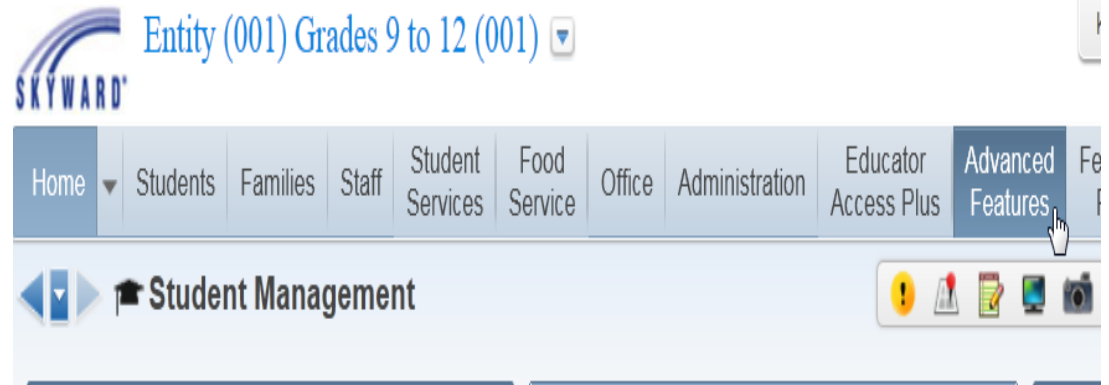 SKYWARD®
Entity (001) Grades 9 to 12 (001)
Home
Students
Families
Staff
Student
Services
Food
Service
Office
Administration
Educator
Access Plus
Advanced
Features
Student Management